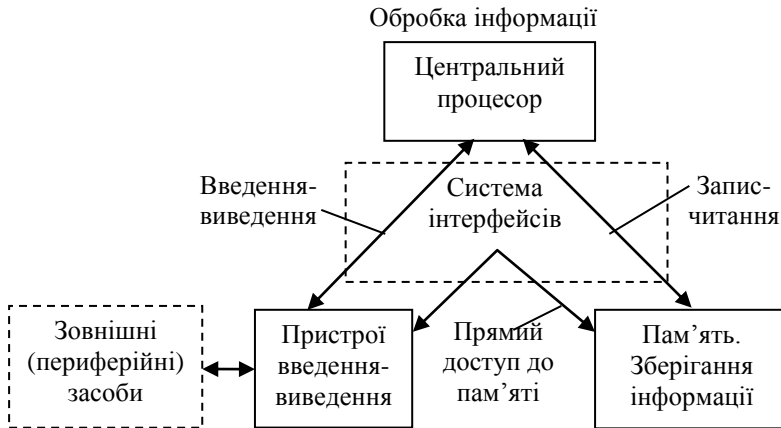 Обробка інформації
Центральний
процесор
Введення-
виведення
Система
інтерфейсів
Запис-
читання
Зовнішні
(периферійні)
засоби
Пристрої
введення-
виведення
Прямий
доступ до
пам’яті
Пам’ять.
Зберігання
інформації